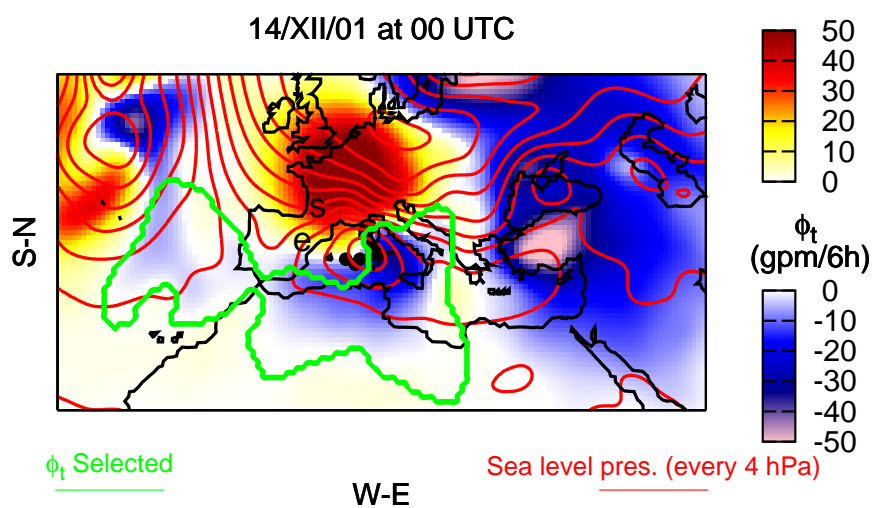 14/XII/01 at 00 UTC
50
40
30
20
10
0
ϕt
(gpm/6h)
0
-10
-20
-30
-40
-50
S-N
s
e
ϕt Selected
Sea level pres. (every 4 hPa)
W-E